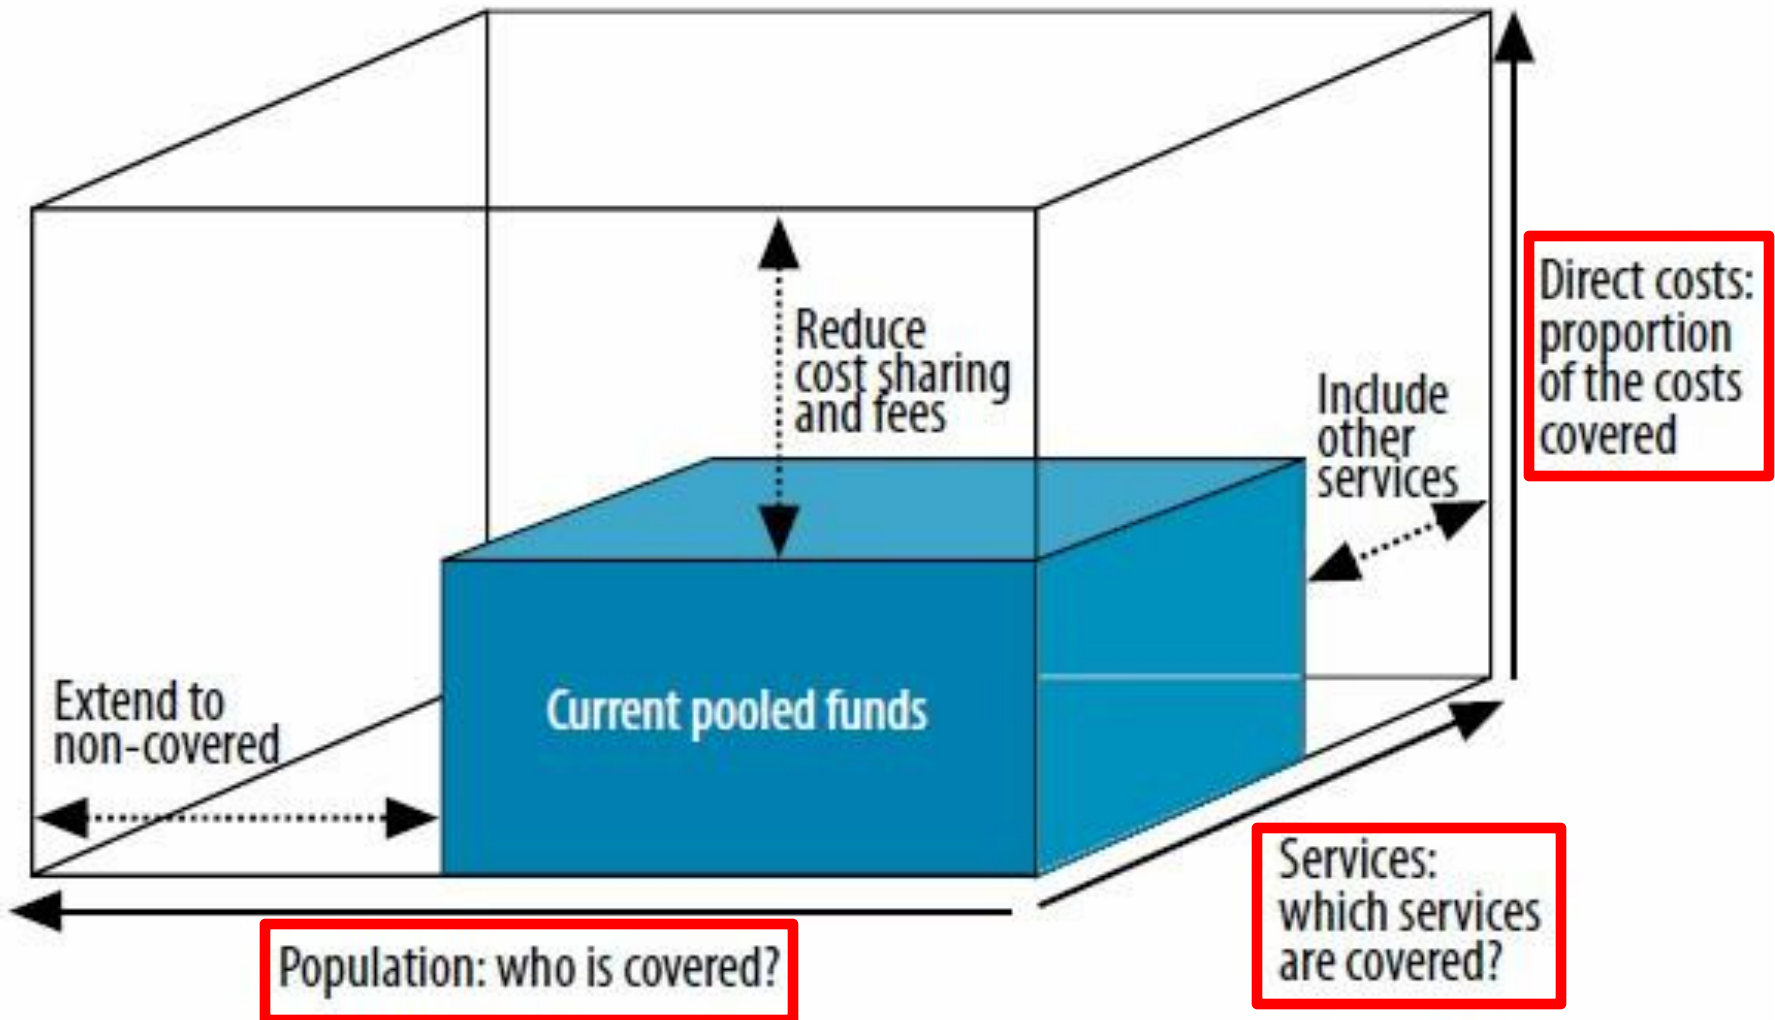 Reduce
cost sharing
and fees
Include
other
services
Direct costs:
proportion
of the costs
covered
Extend to
non-covered
Current pooled funds
Services:
which services
are covered?
Population: who is covered?